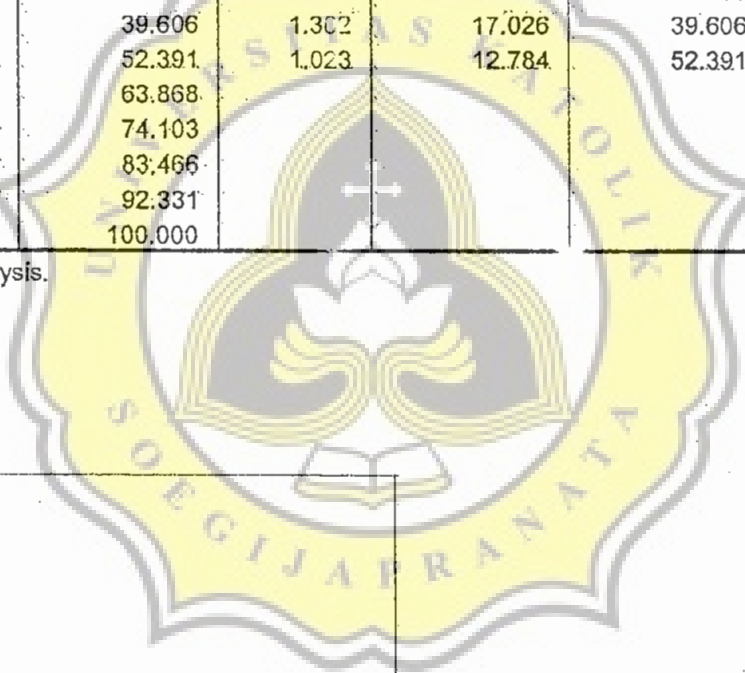 39.606 1.302 17.026 39.606
52.391 1.023 12.784 52.391
63.868
74.103
83.466
92.331
100.000
ysis.
UNIVERSITAS KATOLIK
SOEGIJAPRANATA